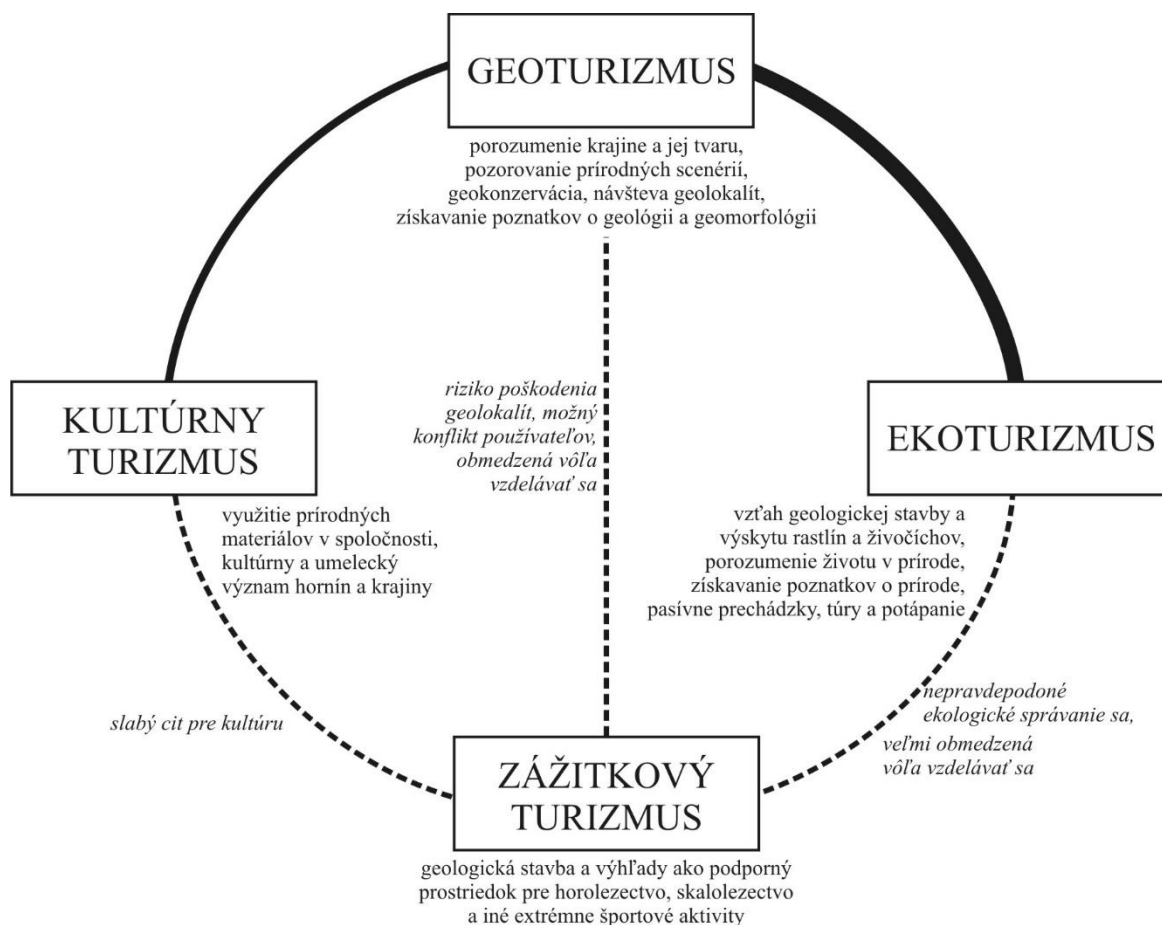 GEOTURIZMUS
porozumenie krajine a jej tvaru,
pozorovanie prírodných scenérií,
geokonzervácia, návšteva geolokalít,
získavanie poznatkov o geológii a geomorfológii
KULTÚRNY
TURIZMUS
využitie prírodných
materiálov v spoločnosti,
kultúrny a umelecký
význam hornín a krajiny
riziko poškodenia
geolokalít, možný
konflikt používateľov,
obmedzená vôľa
vzdelávať sa
EKOTURIZMUS
vzťah geologickej stavby a
výskytu rastlín a živočíchov,
porozumenie životu v prírode,
získavanie poznatkov o prírode,
pasívne prechádzky, túry a potápanie
slabý cit pre kultúru
nepravdepodoné
ekologické správanie sa,
veľmi obmedzená
vôľa vzdelávať sa
ZÁŽITKOVÝ
TURIZMUS
geologická stavba a výhľady ako podporný
prostriedok pre horolezectvo, skalolezectvo
a iné extrémne športové aktivity